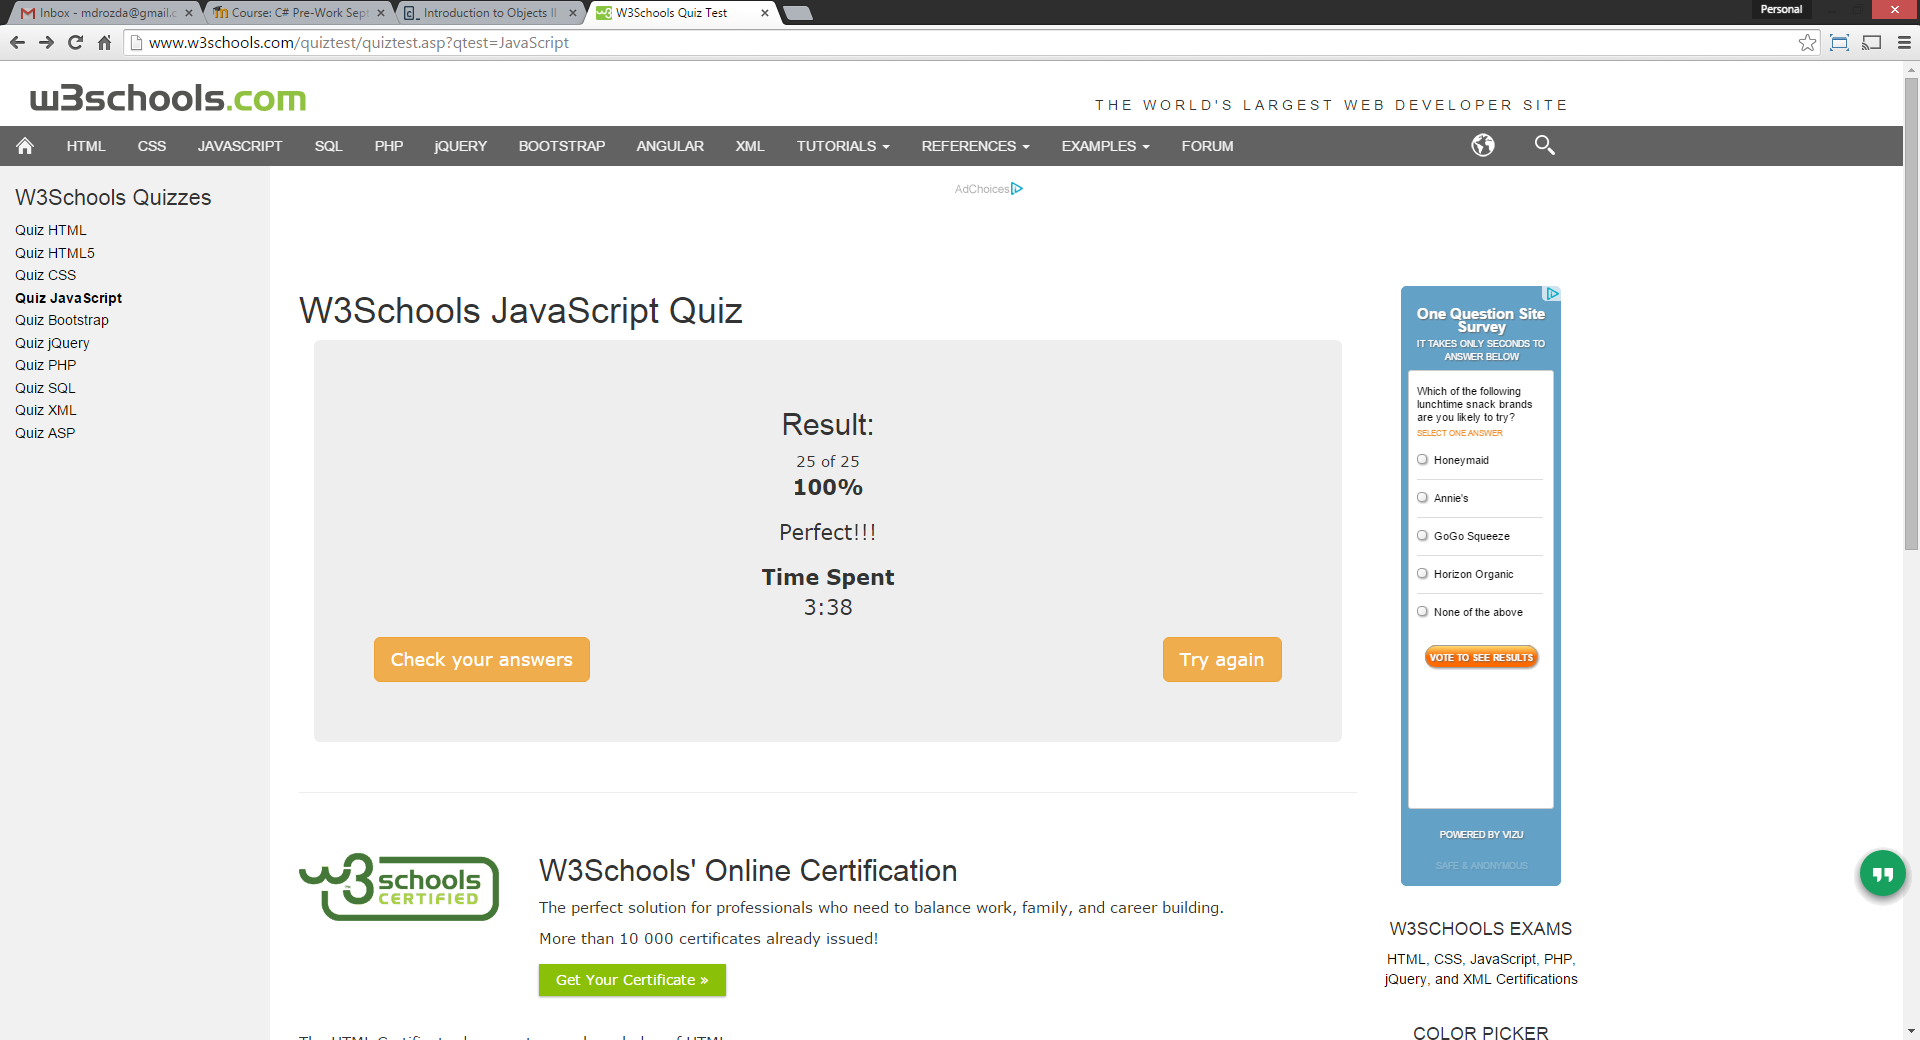 Inbox - mdrozda@gmail.c
Course: C# Pre-Work Sept
Introduction to Objects II
W3Schools Quiz Test
Personal
www.w3schools.com/quiztest/quiztest.asp?qtest=JavaScript
w3schools.com
THE WORLD'S LARGEST WEB DEVELOPER SITE
HTML CSS JAVASCRIPT SQL PHP jQUERY BOOTSTRAP ANGULAR XML TUTORIALS REFERENCES EXAMPLES FORUM
W3Schools Quizzes
Quiz HTML
Quiz HTML5
Quiz CSS
Quiz JavaScript
Quiz Bootstrap
Quiz jQuery
Quiz PHP
Quiz SQL
Quiz XML
Quiz ASP
AdChoices
W3Schools JavaScript Quiz
Result:
25 of 25
100%
Perfect!!!
Time Spent
3:38
Check your answers
Try again
One Question Site
Survey
IT TAKES ONLY SECONDS TO
ANSWER BELOW
Which of the following
lunchtime snack brands
are you likely to try?
SELECT ONE ANSWER
Honeymaid
Annie's
GoGo Squeeze
Horizon Organic
None of the above
VOTE TO SEE RESULTS
POWERED BY VIZU
SAFE & ANONYMOUS
w3schools
CERTIFIED
W3Schools' Online Certification
The perfect solution for professionals who need to balance work, family, and career building.
More than 10 000 certificates already issued!
Get Your Certificate »
W3SCHOOLS EXAMS
HTML, CSS, JavaScript, PHP,
jQuery, and XML Certifications
COLOR PICKER